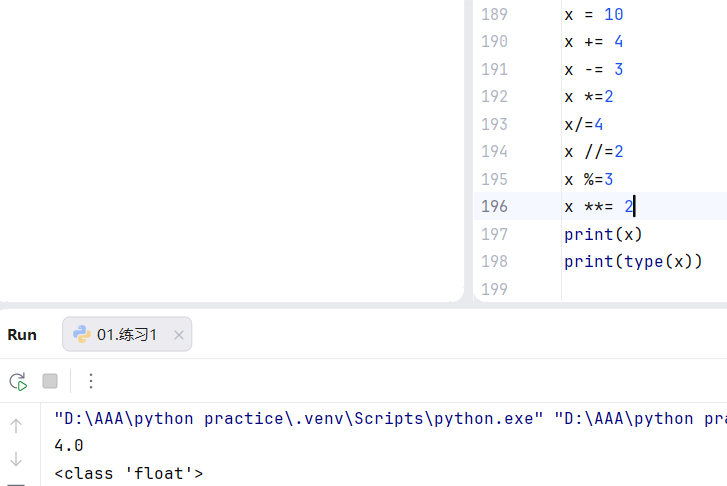 189 x = 10
190 x += 4
191 x -= 3
192 x *=2
193 x/=4
194 x //=2
195 x %=3
196 x **= 2
197 print(x)
198 print(type(x))
199
Run 01.练习1
"D:\AAA\python practice\.venv\Scripts\python.exe" "D:\AAA\python pra
4.0
<class 'float'>